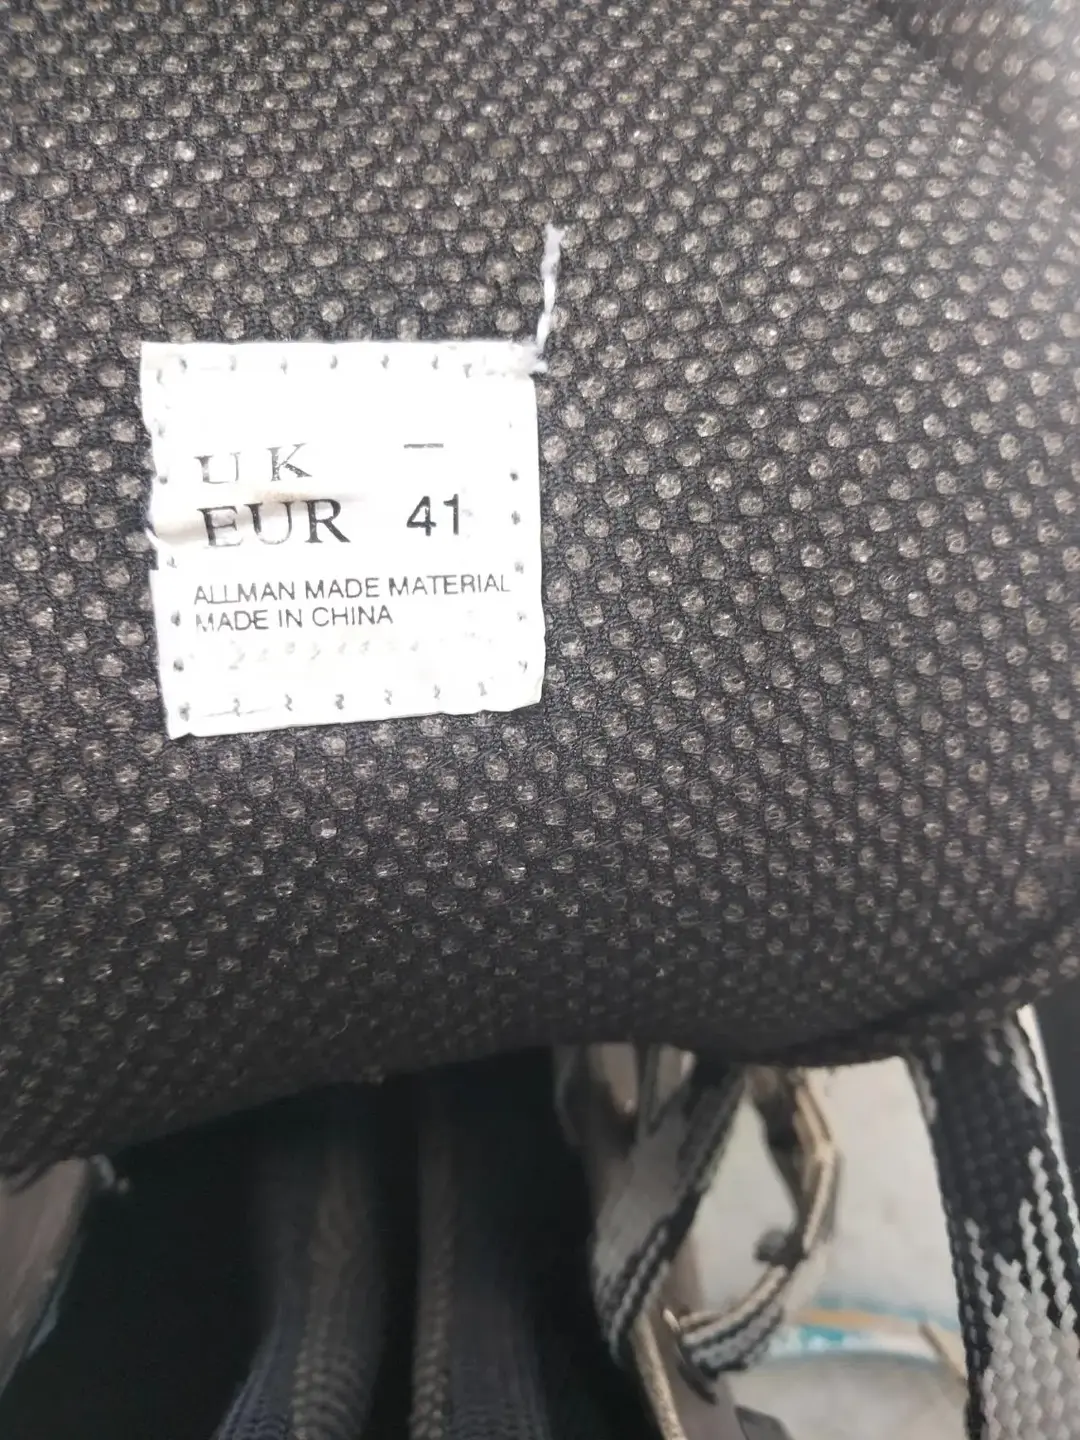 UK —
EUR 41
ALLMAN MADE MATERIAL
MADE IN CHINA